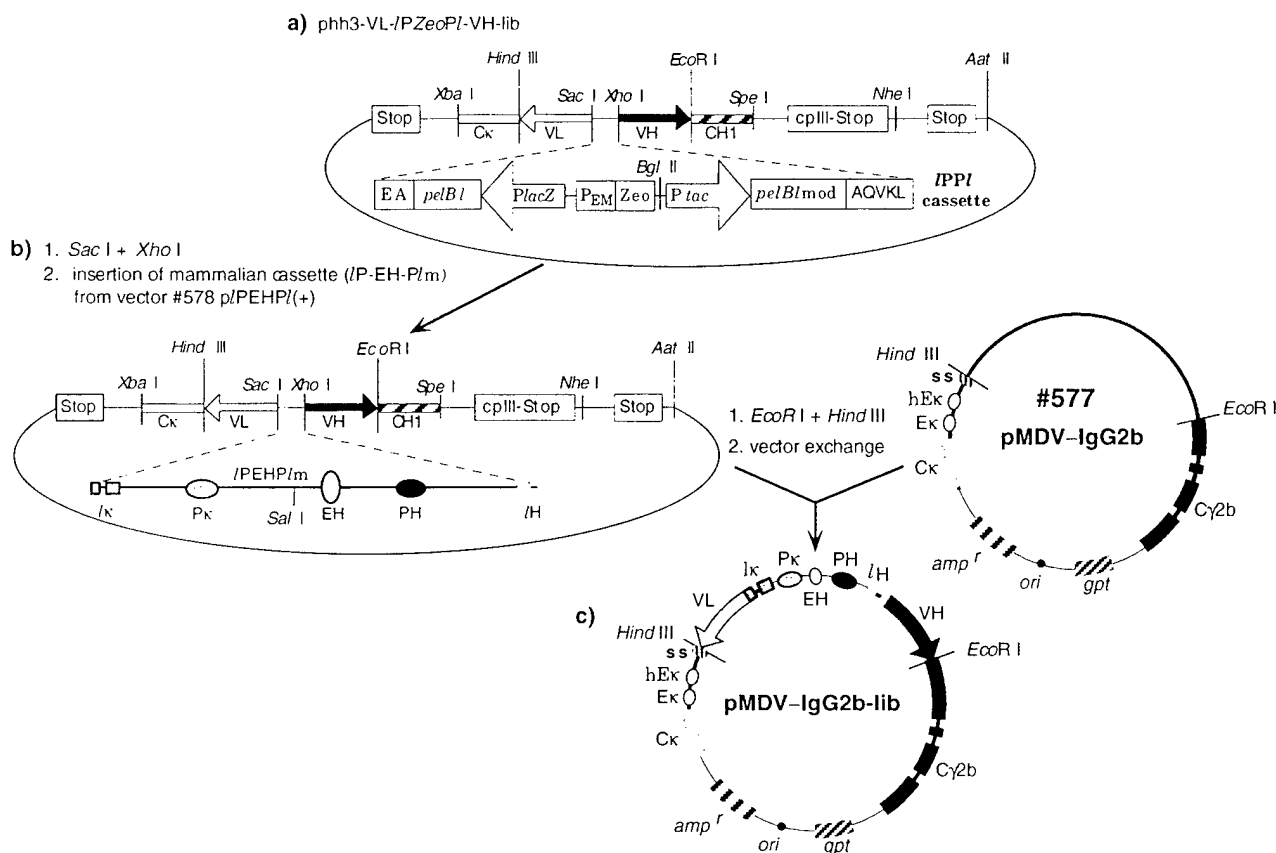 a) phh3-VL-lPZeoPl-VH-lib
Hind III
EcoR I
Aat II
Xba I
Sac I
Xho I
Spe I
Nhe I
Stop
Cκ
VL
VH
CH1
cpIII-Stop
Stop
Bgl II
EA
pelB l
PlacZ
PEM
Zeo
P tac
pelBlmod
AQVKL
lPPl
cassette
b) 1. Sac I + Xho I
2. insertion of mammalian cassette (lP-EH-Plm)
from vector #578 plPEHPl(+)
Hind III
EcoR I
Aat II
Xba I
Sac I
Xho I
Spe I
Nhe I
Stop
Cκ
VL
VH
CH1
cpIII-Stop
Stop
lPEHPlm
lκ
Pκ
Sal I
EH
PH
lH
1. EcoR I + Hind III
2. vector exchange
Hind III
ss
hEκ
Eκ
Cκ
#577
pMDV–IgG2b
EcoR I
Cγ2b
amp r
ori
gpt
c)
Pκ
PH
lκ
EH
lH
VL
VH
Hind III
ss
EcoR I
hEκ
Eκ
pMDV–IgG2b-lib
Cκ
Cγ2b
amp r
ori
gpt